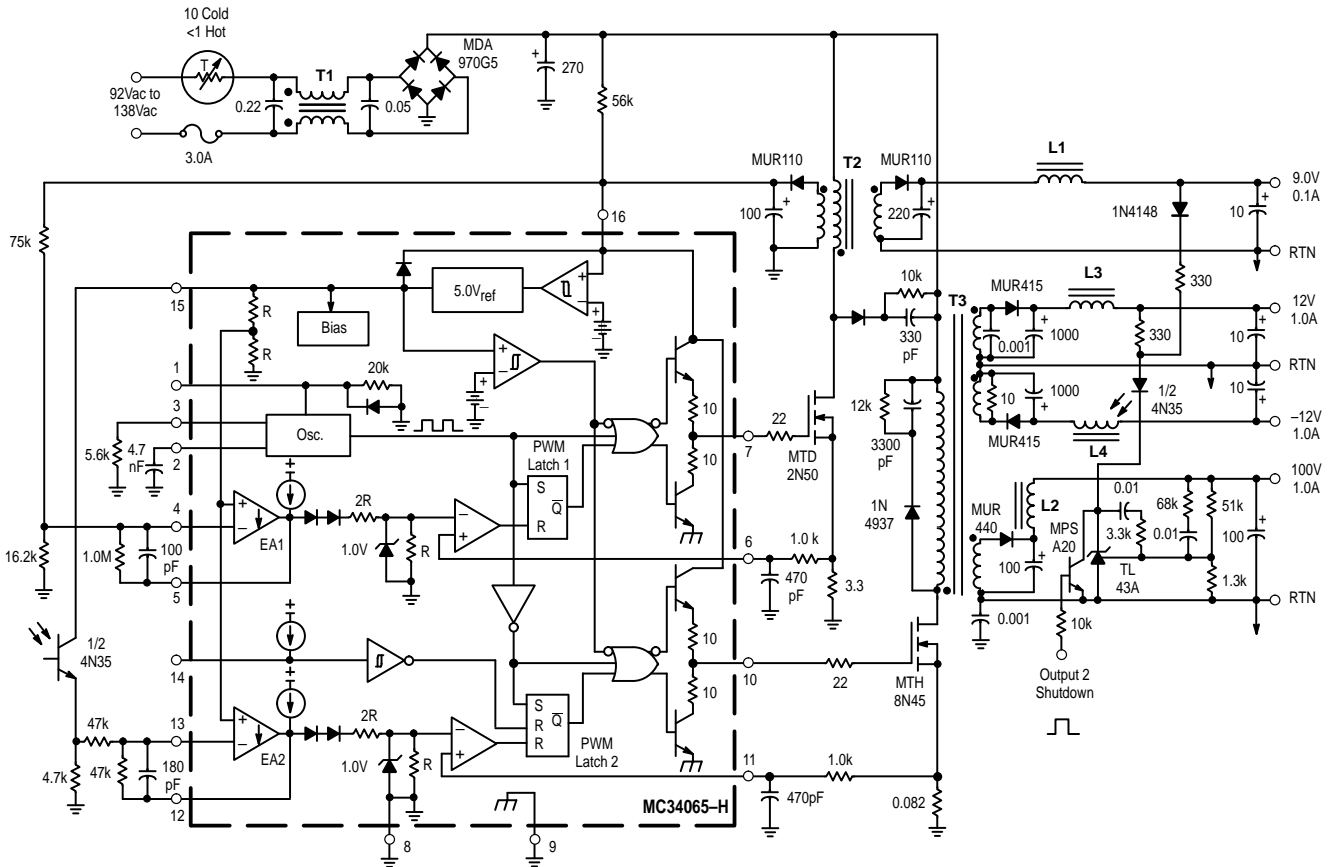 10 Cold
<1 Hot
T
92Vac to
138Vac
3.0A
0.22
T1
0.05
MDA
970G5
+
270
56k
MUR110
T2
MUR110
L1
9.0V
0.1A
100
+
220
+
1N4148
10
+
RTN
16
75k
15
R
R
Bias
5.0Vref
10k
330
pF
T3
MUR415
L3
330
12V
1.0A
0.001
1000
+
330
10
+
RTN
1
20k
+
–
+
–
10
1000
+
1/2
4N35
10
+
–12V
1.0A
MUR415
L4
3
Osc.
5.6k
4.7
nF
2
10
10
7
22
MTD
2N50
12k
3300
pF
1N
4937
PWM
Latch 1
S
R
Q
4
+
–
EA1
2R
1.0V
R
–
+
16.2k
1.0M
100
pF
5
6
1.0 k
470
pF
3.3
100V
1.0A
MUR
440
L2
100
+
0.001
MPS
A20
0.01
3.3k
68k
0.01
51k
1.3k
100
+
TL
43A
RTN
10k
Output 2
Shutdown
1/2
4N35
14
10
10
10
22
MTH
8N45
S
R
R
Q
PWM
Latch 2
13
+
–
EA2
2R
1.0V
R
–
+
47k
47k
4.7k
180
pF
12
11
1.0k
470pF
0.082
MC34065–H
8
9